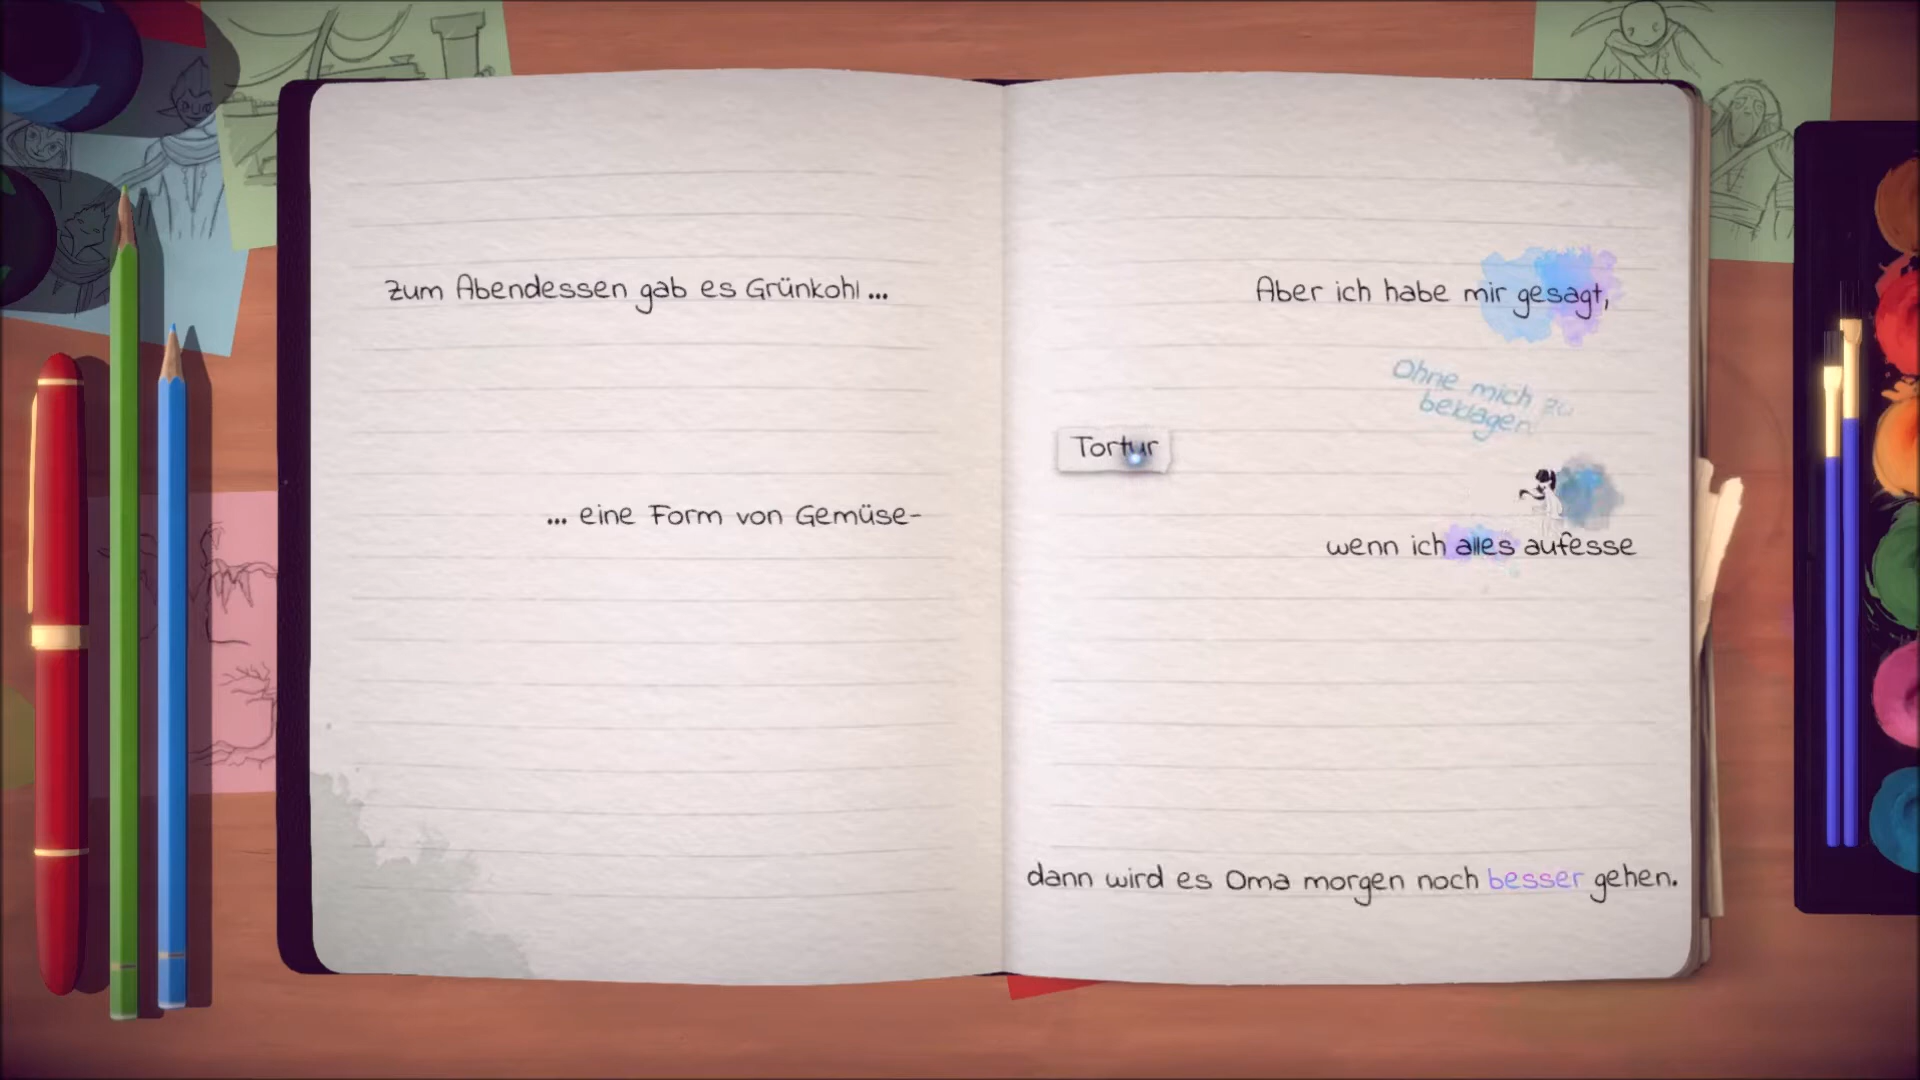 zum Abendessen gab es Grünkohl ...
... eine Form von Gemüse-
Tortur
Aber ich habe mir gesagt,
Ohne mich zu
beklagen
wenn ich alles aufesse
dann wird es Oma morgen noch besser gehen.